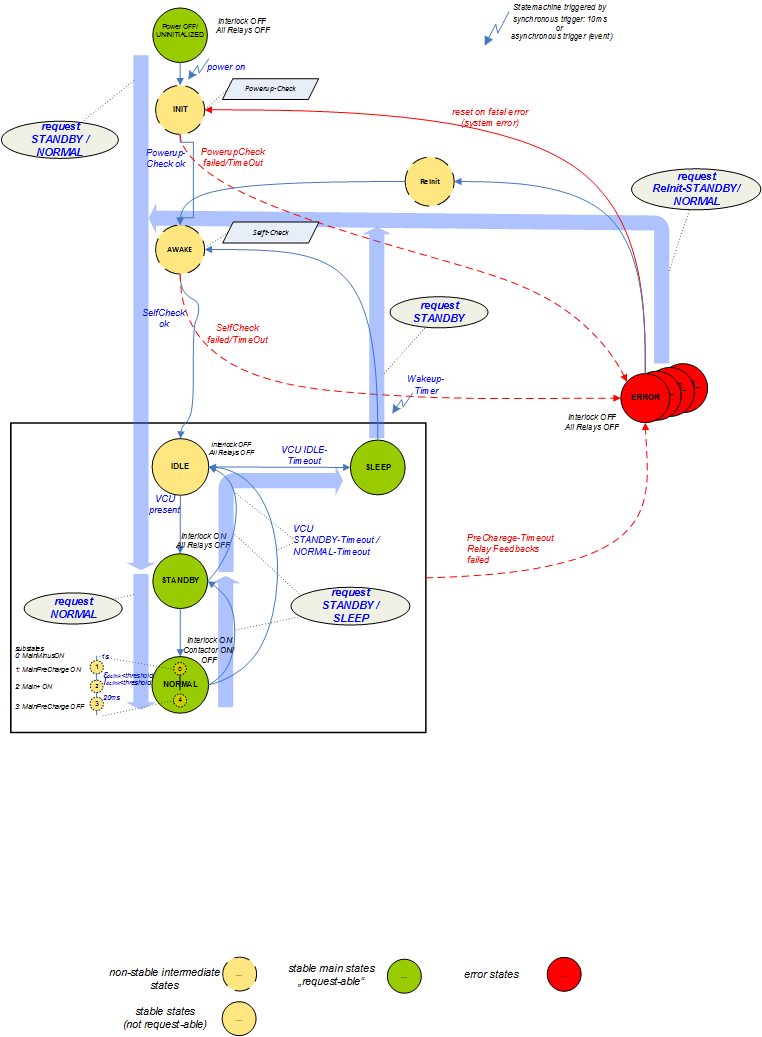 Power OFF/
UNINITIALIZED
Interlock OFF
All Relays OFF
Statemachine triggered by
synchronous trigger: 10ms
or
asynchronous trigger (event)
power on
Powerup-Check
INIT
request
STANDBY /
NORMAL
Powerup-
Check ok
PowerupCheck
failed/TimeOut
reset on fatal error
(system error)
ReInit
request
ReInit-STANDBY/
NORMAL
Selft-Check
AWAKE
SelfCheck
ok
SelfCheck
failed/TimeOut
request
STANDBY
Wakeup-
Timer
ERROR
Interlock OFF
All Relays OFF
Interlock OFF
All Relays OFF
IDLE
VCU IDLE-
Timeout
SLEEP
VCU
present
VCU
STANDBY-Timeout /
NORMAL-Timeout
Interlock ON
All Relays OFF
STANDBY
PreCharege-Timeout
Relay Feedbacks
failed
request
NORMAL
request
STANDBY /
SLEEP
Interlock ON
Contactor ON/
OFF
substates
0: MainMinusON
1: MainPreCharge ON
2: Main+ ON
3: MainPreCharge OFF
1s
1
2
3
20ms
0
NORMAL
4
non-stable intermediate
states
...
stable main states
„request-able“
...
error states
...
stable states
(not request-able)
...